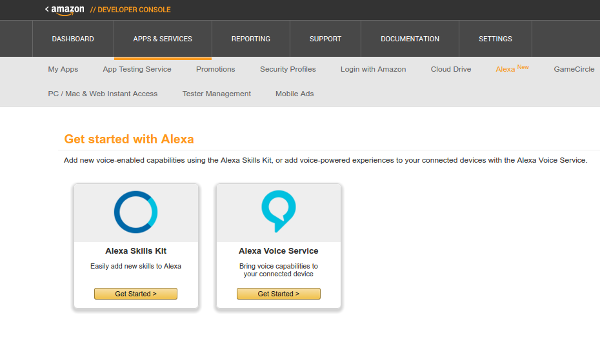 < amazon // DEVELOPER CONSOLE
DASHBOARD APPS & SERVICES REPORTING SUPPORT DOCUMENTATION SETTINGS
My Apps App Testing Service Promotions Security Profiles Login with Amazon Cloud Drive Alexa New GameCircle
PC / Mac & Web Instant Access Tester Management Mobile Ads
Get started with Alexa
Add new voice-enabled capabilities using the Alexa Skills Kit, or add voice-powered experiences to your connected devices with the Alexa Voice Service.
Alexa Skills Kit
Easily add new skills to Alexa
Get Started >
Alexa Voice Service
Bring voice capabilities to
your connected device
Get Started >